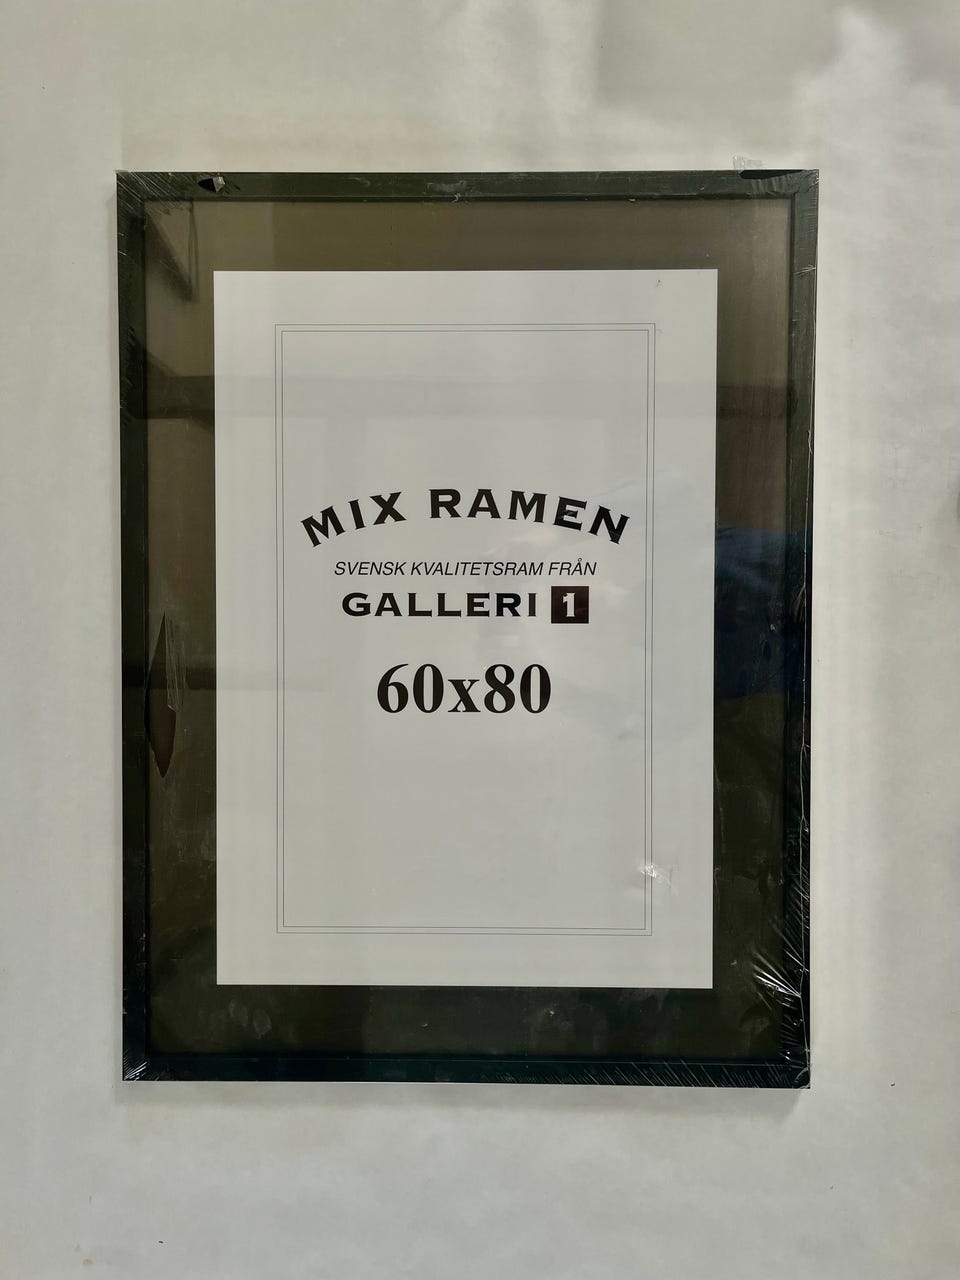 MIX RAMEN
SVENSK KVALITETSRAM FRÅN
GALLERI 1
60x80